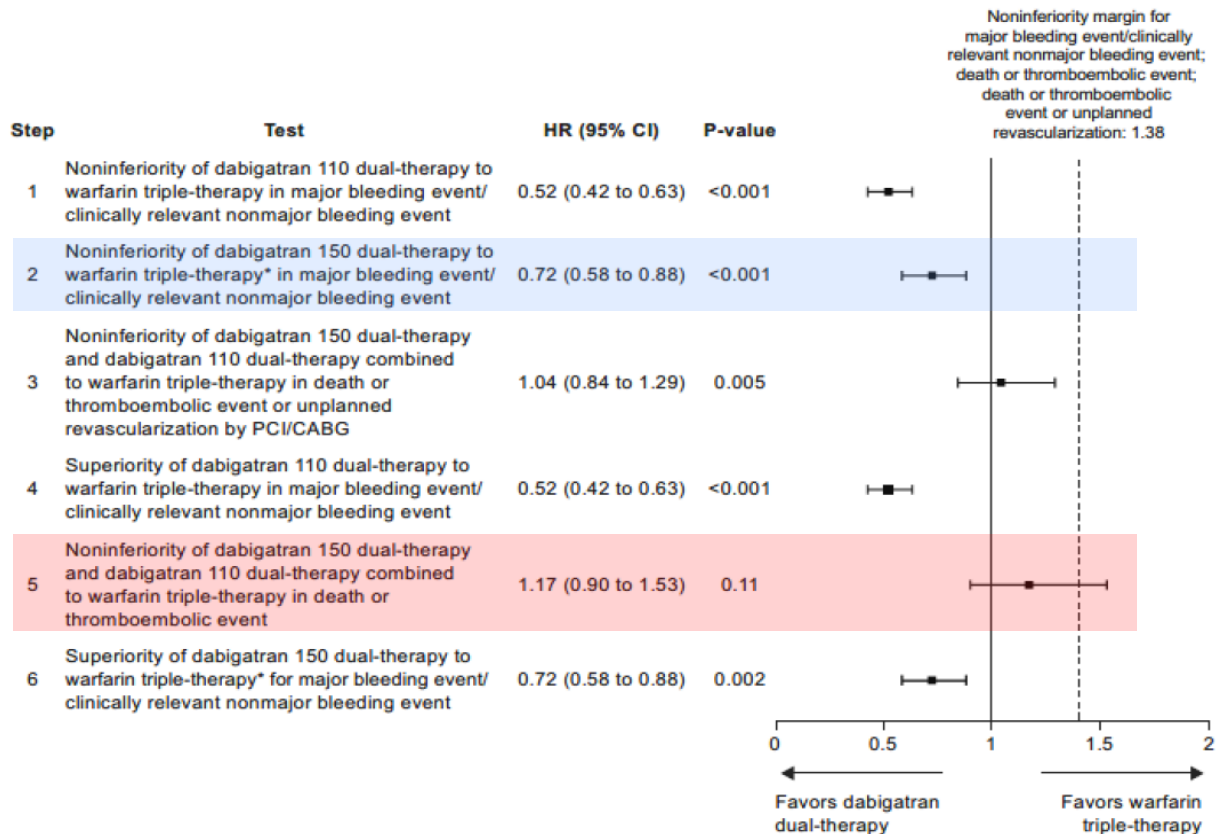 Noninferiority margin for
major bleeding event/clinically
relevant nonmajor bleeding event;
death or thromboembolic event;
death or thromboembolic
event or unplanned
revascularization: 1.38
Step Test HR (95% CI) P-value
Noninferiority of dabigatran 110 dual-therapy to
1 warfarin triple-therapy in major bleeding event/ 0.52 (0.42 to 0.63) <0.001
clinically relevant nonmajor bleeding event
Noninferiority of dabigatran 150 dual-therapy to
2 warfarin triple-therapy* in major bleeding event/ 0.72 (0.58 to 0.88) <0.001
clinically relevant nonmajor bleeding event
Noninferiority of dabigatran 150 dual-therapy
and dabigatran 110 dual-therapy combined
3 to warfarin triple-therapy in death or 1.04 (0.84 to 1.29) 0.005
thromboembolic event or unplanned
revascularization by PCI/CABG
Superiority of dabigatran 110 dual-therapy to
4 warfarin triple-therapy in major bleeding event/ 0.52 (0.42 to 0.63) <0.001
clinically relevant nonmajor bleeding event
Noninferiority of dabigatran 150 dual-therapy
and dabigatran 110 dual-therapy combined
5 to warfarin triple-therapy in death or 1.17 (0.90 to 1.53) 0.11
thromboembolic event
Superiority of dabigatran 150 dual-therapy to
6 warfarin triple-therapy* for major bleeding event/ 0.72 (0.58 to 0.88) 0.002
clinically relevant nonmajor bleeding event
0 0.5 1 1.5 2
Favors dabigatran Favors warfarin
dual-therapy triple-therapy